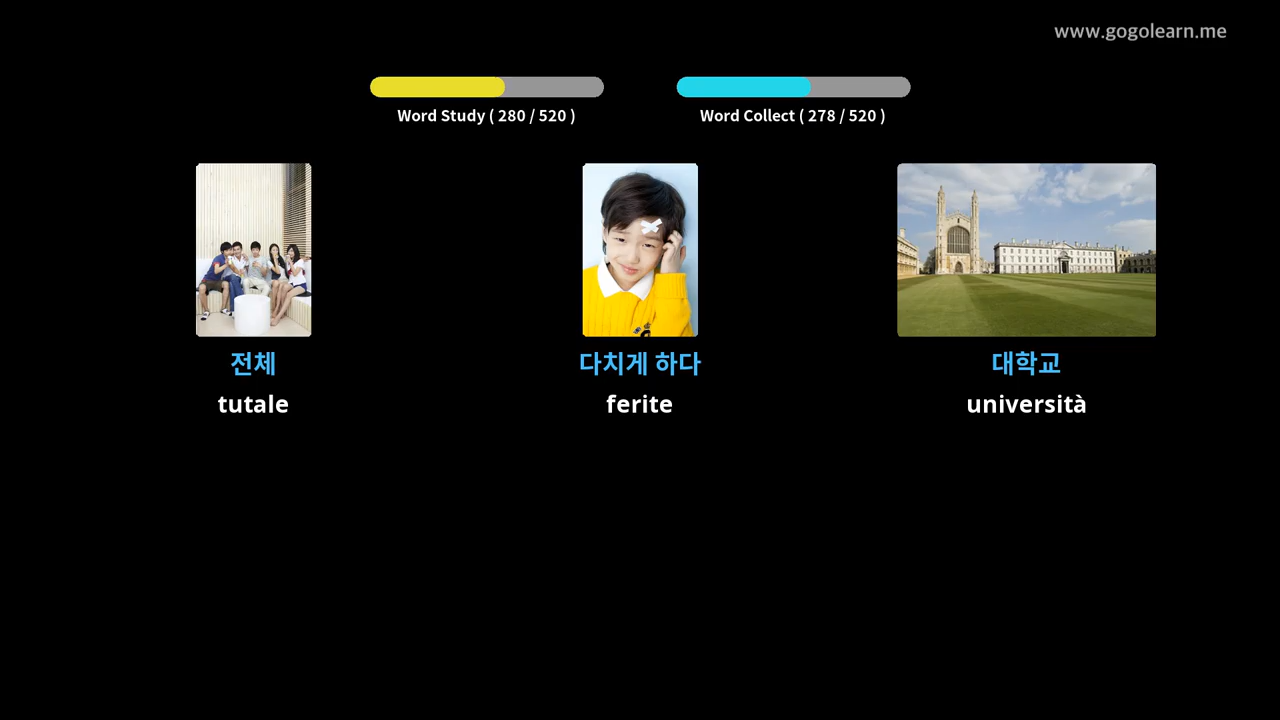 www.gogolearn.me
Word Study ( 280 / 520 )
Word Collect ( 278 / 520 )
전체
다치게 하다
대학교
tutale
ferite
università